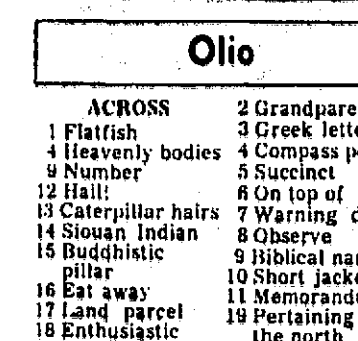 Olio
ACROSS
1 Flatfish
4 Heavenly bodies
9 Number
12 Hail!
13 Caterpillar hairs
14 Siouan Indian
15 Buddhistic
pillar
16 Eat away
17 Land parcel
18 Enthusiastic
2 Grandpare
3 Greek lette
4 Compass p
5 Succinct
6 On top of
7 Warning d
8 Observe
9 Biblical nar
10 Short jacke
11 Memorand
19 Pertaining
the north